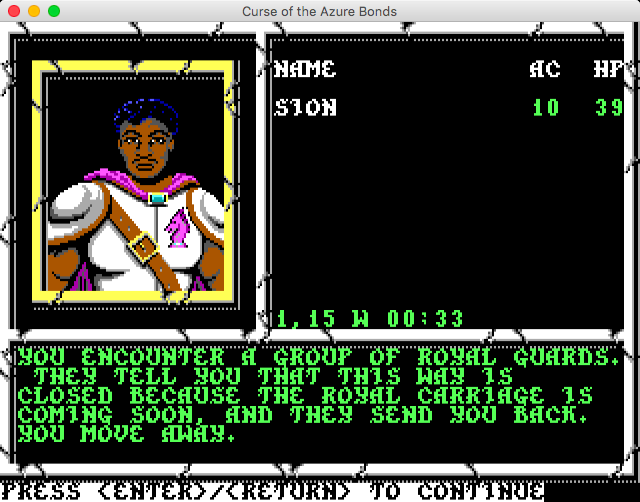 Curse of the Azure Bonds
NAME AC HP
SION 10 39
1,15 W 00:33
YOU ENCOUNTER A GROUP OF ROYAL GUARDS.
THEY TELL YOU THAT THIS WAY IS
CLOSED BECAUSE THE ROYAL CARRIAGE IS
COMING SOON, AND THEY SEND YOU BACK.
YOU MOVE AWAY.
PRESS <ENTER>/<RETURN> TO CONTINUE